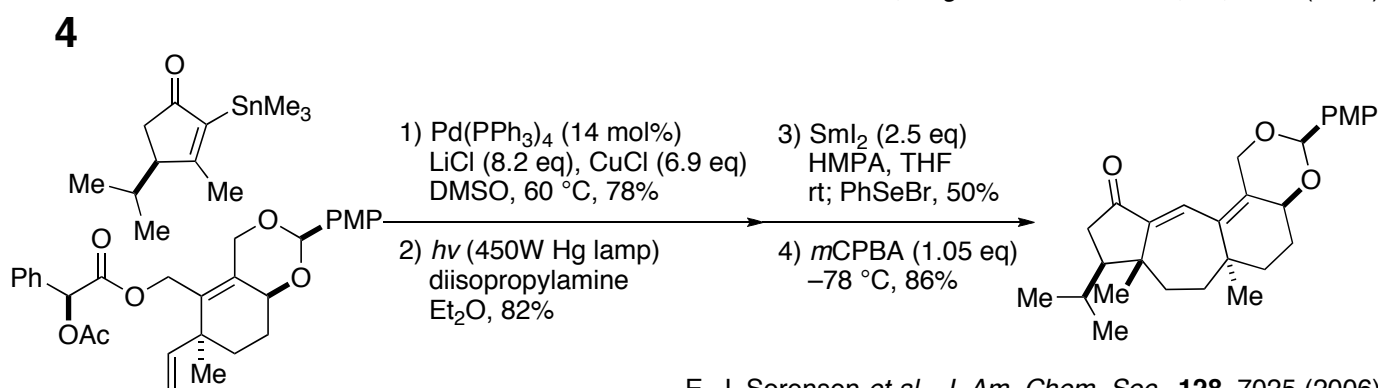 4
O
SnMe3
Me
Me
Me
1) Pd(PPh3)4 (14 mol%)
LiCl (8.2 eq), CuCl (6.9 eq)
DMSO, 60 °C, 78%
2) hν (450W Hg lamp)
diisopropylamine
Et2O, 82%
3) SmI2 (2.5 eq)
HMPA, THF
rt; PhSeBr, 50%
4) mCPBA (1.05 eq)
–78 °C, 86%
O
Ph
O
OAc
O
PMP
O
Me
O
PMP
O
O
Me
Me
Me
Me
E. J. Sorensen et al., J. Am. Chem. Soc., 128, 7025 (2006)